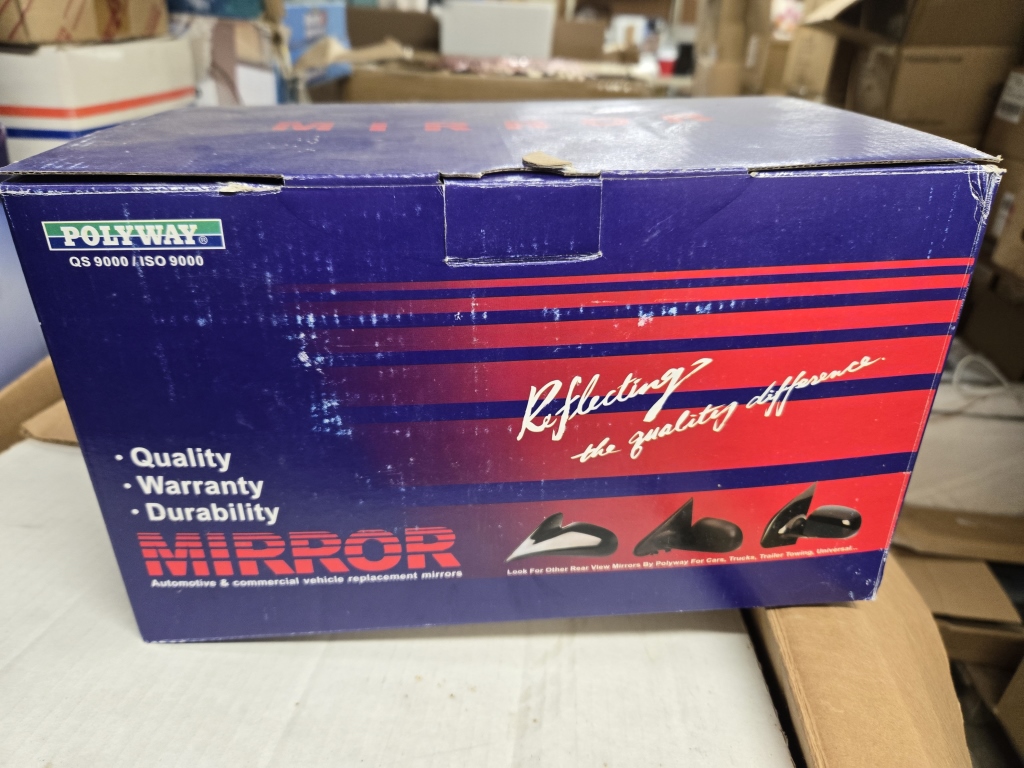 MIRROR
POLYWAY®
QS 9000 / ISO 9000
Reflecting
the quality difference.
· Quality
· Warranty
· Durability
MIRROR
Automotive & commercial vehicle replacement mirrors
Look For Other Rear View Mirrors By Polyway For Cars, Trucks, Trailer Towing, Universal...